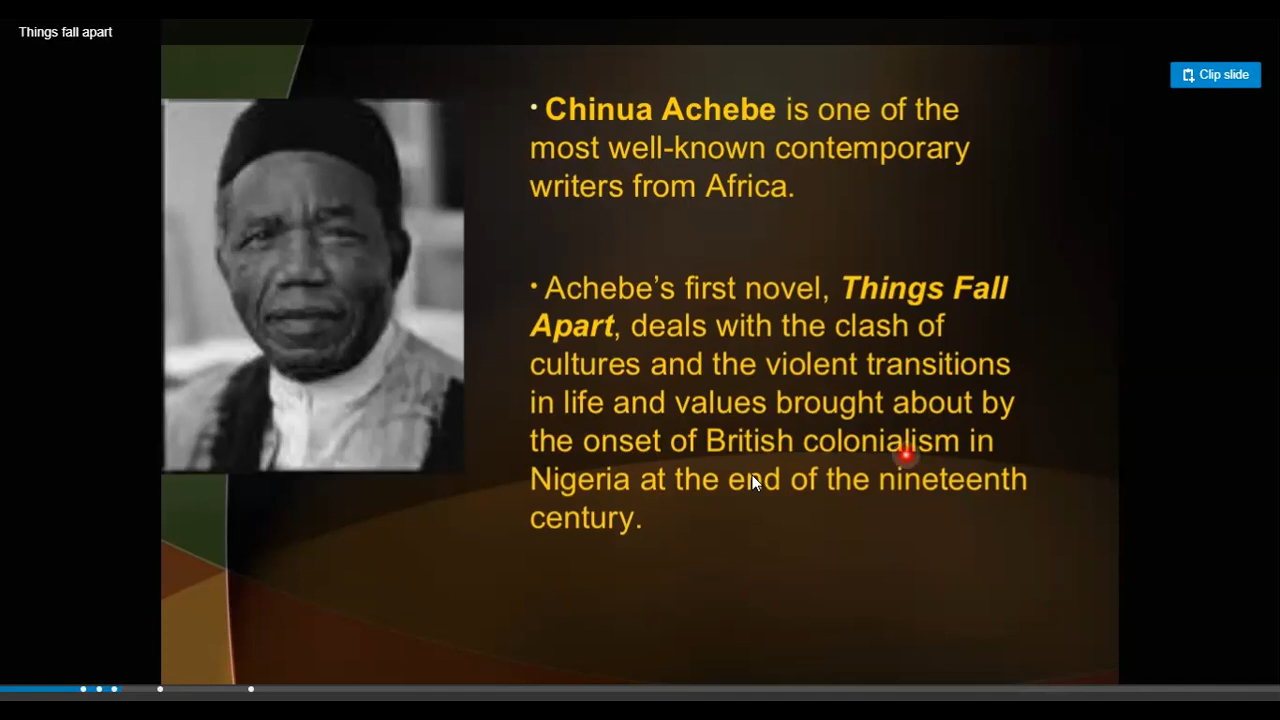 Things fall apart
Clip slide
• Chinua Achebe is one of the
most well-known contemporary
writers from Africa.
• Achebe’s first novel, Things Fall
Apart, deals with the clash of
cultures and the violent transitions
in life and values brought about by
the onset of British colonialism in
Nigeria at the end of the nineteenth
century.